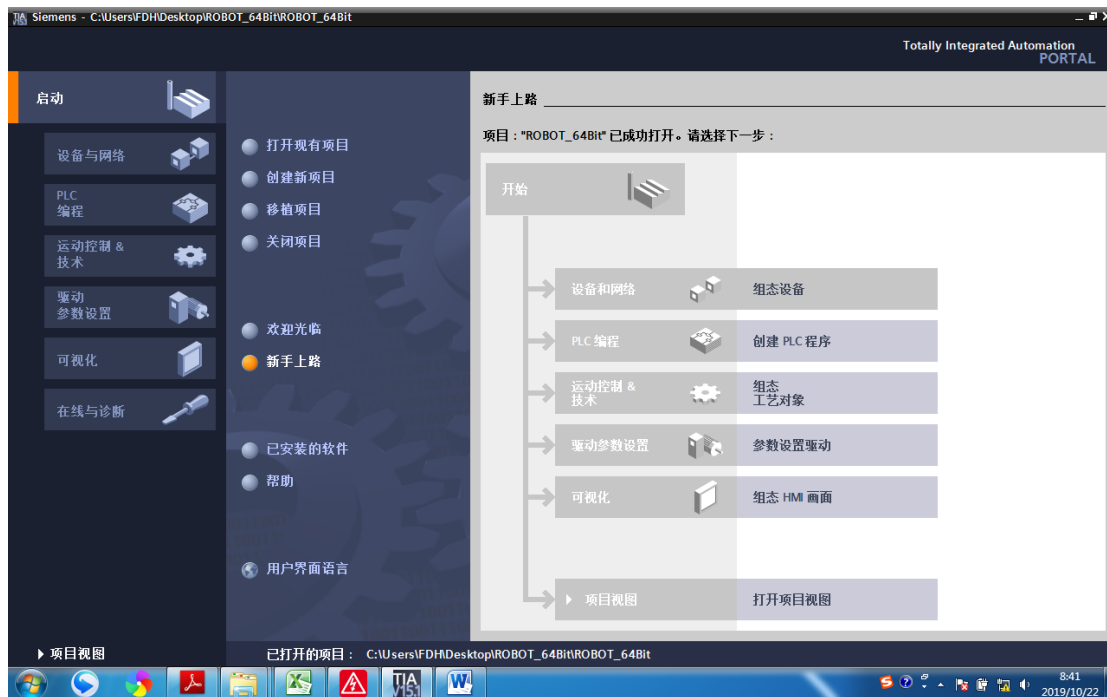 Siemens - C:\Users\FDH\Desktop\ROBOT_64Bit\ROBOT_64Bit
Totally Integrated Automation
PORTAL
启动
设备与网络
PLC
编程
运动控制 &
技术
驱动
参数设置
可视化
在线与诊断
项目视图
打开现有项目
创建新项目
移植项目
关闭项目
欢迎光临
新手上路
已安装的软件
帮助
用户界面语言
新手上路
项目："ROBOT_64Bit" 已成功打开。请选择下一步：
开始
设备和网络
组态设备
PLC 编程
创建 PLC 程序
运动控制 &
技术
组态
工艺对象
驱动参数设置
参数设置驱动
可视化
组态 HMI 画面
项目视图
打开项目视图
已打开的项目： C:\Users\FDH\Desktop\ROBOT_64Bit\ROBOT_64Bit
TIA
V15.1
W
8:41
2019/10/22